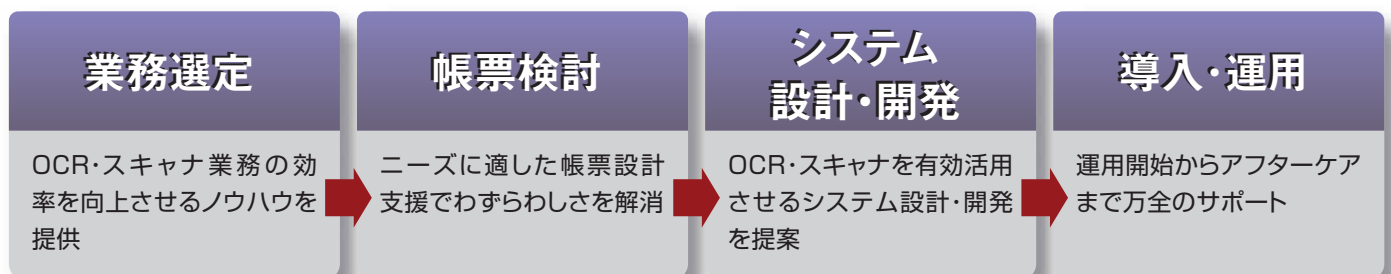 業務選定
OCR・スキャナ業務の効
率を向上させるノウハウを
提供
帳票検討
ニーズに適した帳票設計
支援でわずらわしさを解消
システム
設計・開発
OCR・スキャナを有効活用
させるシステム設計・開発
を提案
導入・運用
運用開始からアフターケア
まで万全のサポート